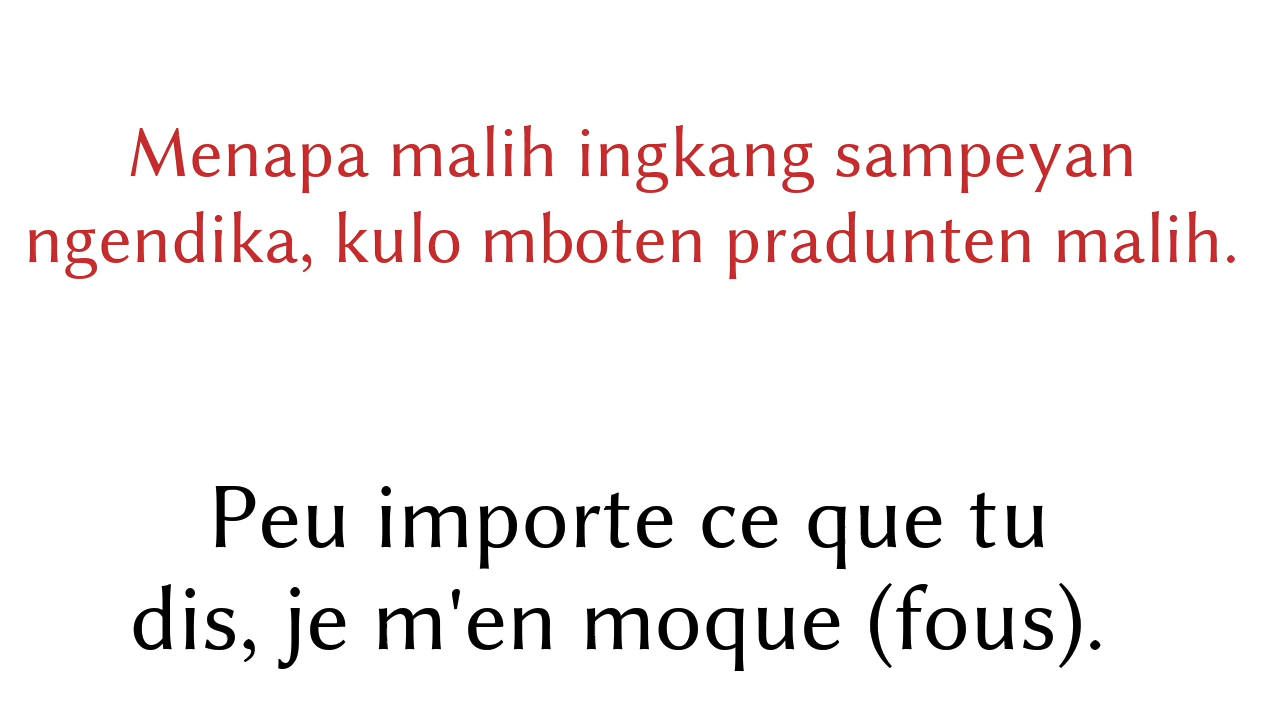 Menapa malih ingkang sampeyan
ngendika, kulo mboten pradunten malih.
Peu importe ce que tu
dis, je m'en moque (fous).